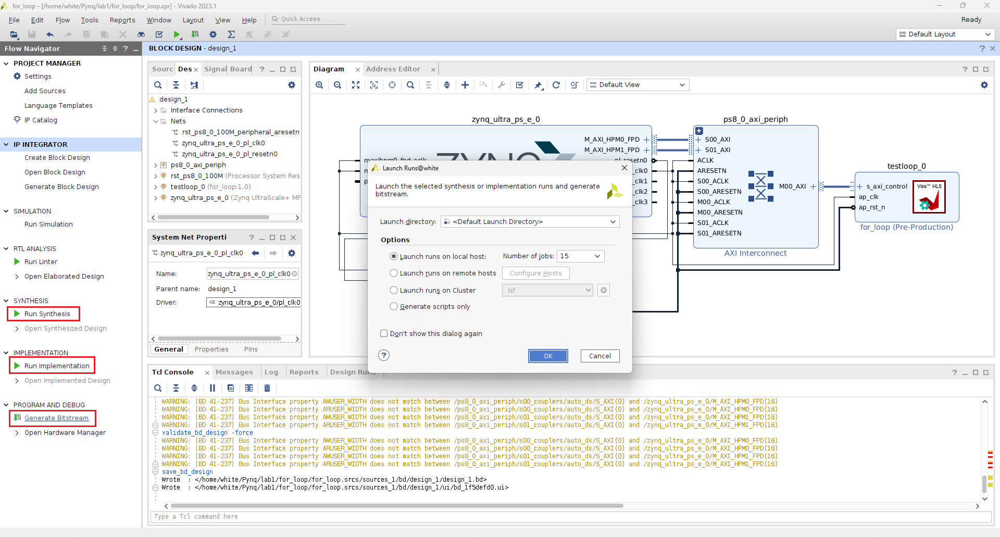 for_loop - [/home/white/Pynq/lab1/for_loop/for_loop.xpr] - Vivado 2023.1
File Edit Flow Tools Reports Window Layout View Help Quick Access
Ready
Default Layout
Flow Navigator
PROJECT MANAGER
Settings
Add Sources
Language Templates
IP Catalog
IP INTEGRATOR
Create Block Design
Open Block Design
Generate Block Design
SIMULATION
Run Simulation
RTL ANALYSIS
Run Linter
Open Elaborated Design
SYNTHESIS
Run Synthesis
Open Synthesized Design
IMPLEMENTATION
Run Implementation
Open Implemented Design
PROGRAM AND DEBUG
Generate Bitstream
Open Hardware Manager
BLOCK DESIGN - design_1
Sourc Des Signal Board
design_1
Interface Connections
Nets
rst_ps8_0_100M_peripheral_aresetn
zynq_ultra_ps_e_0_pl_clk0
zynq_ultra_ps_e_0_pl_resetn0
ps8_0_axi_periph
rst_ps8_0_100M (Processor System Res
testloop_0 (for_loop:1.0)
zynq_ultra_ps_e_0 (Zynq UltraScale+ MP
System Net Properti
zynq_ultra_ps_e_0_pl_clk0
Name: zynq_ultra_ps_e_0_pl_clk0
Parent name: design_1
Driver: zynq_ultra_ps_e_0/pl_clk0
General Properties Pins
Diagram Address Editor
Default View
zynq_ultra_ps_e_0
M_AXI_HPM0_FPD
M_AXI_HPM1_FPD
maxihpm0_fpd_aclk
pl_resetn0
_clk0
_clk1
_clk2
_clk3
ZYNQ
ps8_0_axi_periph
S00_AXI
S01_AXI
ACLK
ARESETN
S00_ACLK
S00_ARESETN
M00_ACLK
M00_ARESETN
S01_ACLK
S01_ARESETN
M00_AXI
AXI Interconnect
testloop_0
s_axi_control
ap_clk
ap_rst_n
Vitis™ HLS
for_loop (Pre-Production)
Launch Runs@white
Launch the selected synthesis or implementation runs and generate
bitstream.
Launch directory: <Default Launch Directory>
Options
Launch runs on local host: Number of jobs: 15
Launch runs on remote hosts Configure Hosts
Launch runs on Cluster lsf
Generate scripts only
Don't show this dialog again
OK Cancel
Tcl Console Messages Log Reports Design Runs
WARNING: [BD 41-237] Bus Interface property AWUSER_WIDTH does not match between /ps8_0_axi_periph/s00_couplers/auto_ds/S_AXI(0) and /zynq_ultra_ps_e_0/M_AXI_HPM0_FPD(16)
WARNING: [BD 41-237] Bus Interface property ARUSER_WIDTH does not match between /ps8_0_axi_periph/s00_couplers/auto_ds/S_AXI(0) and /zynq_ultra_ps_e_0/M_AXI_HPM0_FPD(16)
WARNING: [BD 41-237] Bus Interface property AWUSER_WIDTH does not match between /ps8_0_axi_periph/s01_couplers/auto_ds/S_AXI(0) and /zynq_ultra_ps_e_0/M_AXI_HPM1_FPD(16)
WARNING: [BD 41-237] Bus Interface property ARUSER_WIDTH does not match between /ps8_0_axi_periph/s01_couplers/auto_ds/S_AXI(0) and /zynq_ultra_ps_e_0/M_AXI_HPM1_FPD(16)
validate_bd_design -force
WARNING: [BD 41-237] Bus Interface property AWUSER_WIDTH does not match between /ps8_0_axi_periph/s00_couplers/auto_ds/S_AXI(0) and /zynq_ultra_ps_e_0/M_AXI_HPM0_FPD(16)
WARNING: [BD 41-237] Bus Interface property ARUSER_WIDTH does not match between /ps8_0_axi_periph/s00_couplers/auto_ds/S_AXI(0) and /zynq_ultra_ps_e_0/M_AXI_HPM0_FPD(16)
WARNING: [BD 41-237] Bus Interface property AWUSER_WIDTH does not match between /ps8_0_axi_periph/s01_couplers/auto_ds/S_AXI(0) and /zynq_ultra_ps_e_0/M_AXI_HPM1_FPD(16)
WARNING: [BD 41-237] Bus Interface property ARUSER_WIDTH does not match between /ps8_0_axi_periph/s01_couplers/auto_ds/S_AXI(0) and /zynq_ultra_ps_e_0/M_AXI_HPM1_FPD(16)
save_bd_design
Wrote : </home/white/Pynq/lab1/for_loop/for_loop.srcs/sources_1/bd/design_1/design_1.bd>
Wrote : </home/white/Pynq/lab1/for_loop/for_loop.srcs/sources_1/bd/design_1/ui/bd_1f5defd0.ui>
Type a Tcl command here